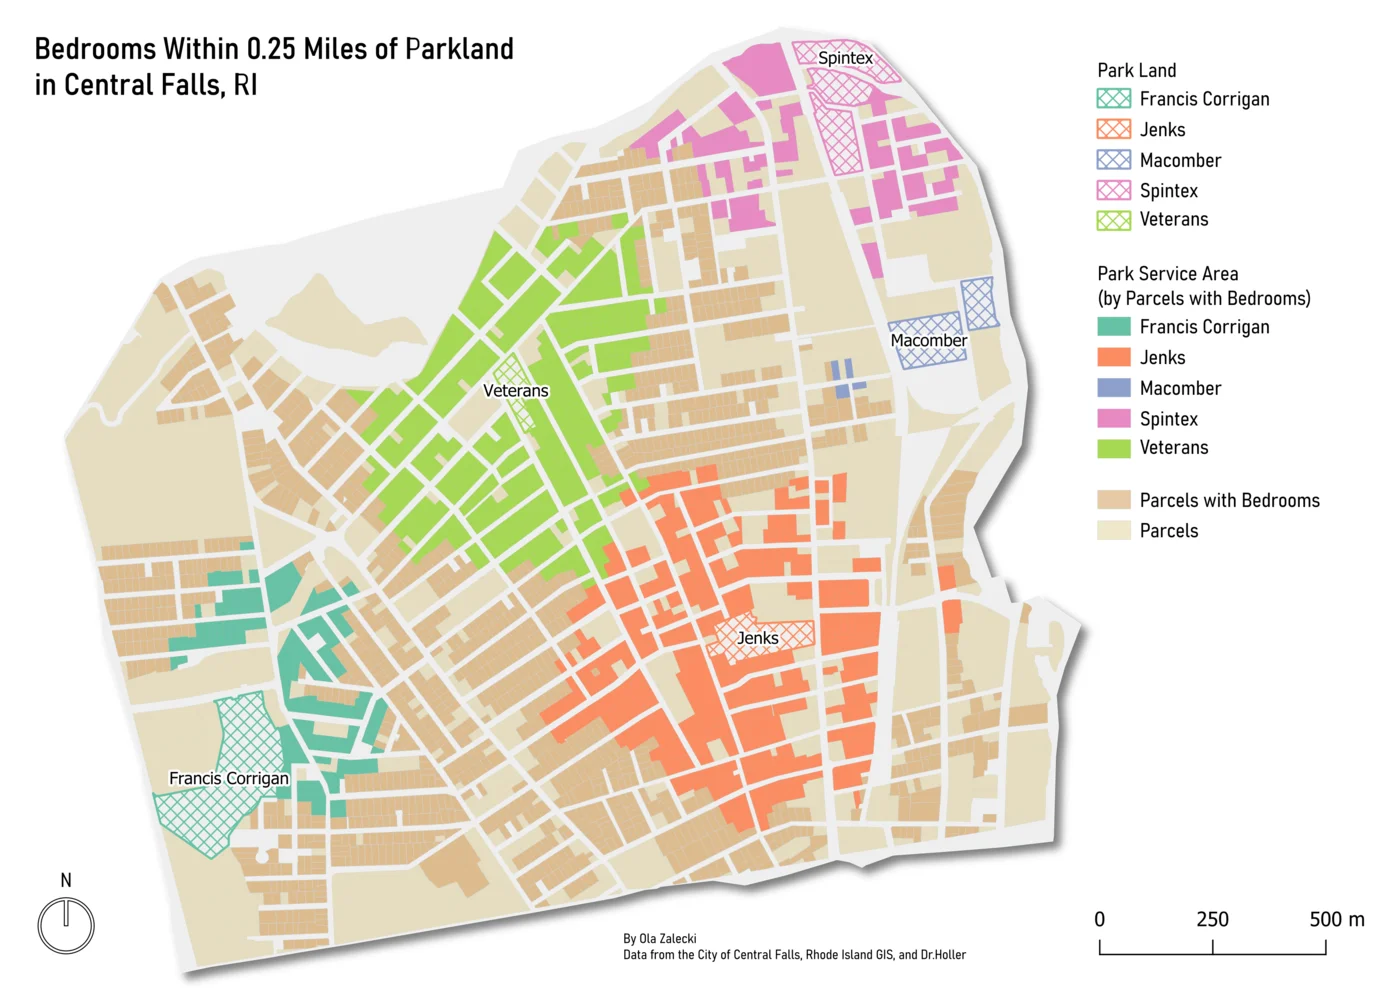 Bedrooms Within 0.25 Miles of Parkland
in Central Falls, RI
Spintex
Macomber
Veterans
Jenks
Francis Corrigan
Park Land
Francis Corrigan
Jenks
Macomber
Spintex
Veterans
Park Service Area
(by Parcels with Bedrooms)
Francis Corrigan
Jenks
Macomber
Spintex
Veterans
Parcels with Bedrooms
Parcels
N
0 250 500 m
By Ola Zalecki
Data from the City of Central Falls, Rhode Island GIS, and Dr.Holler